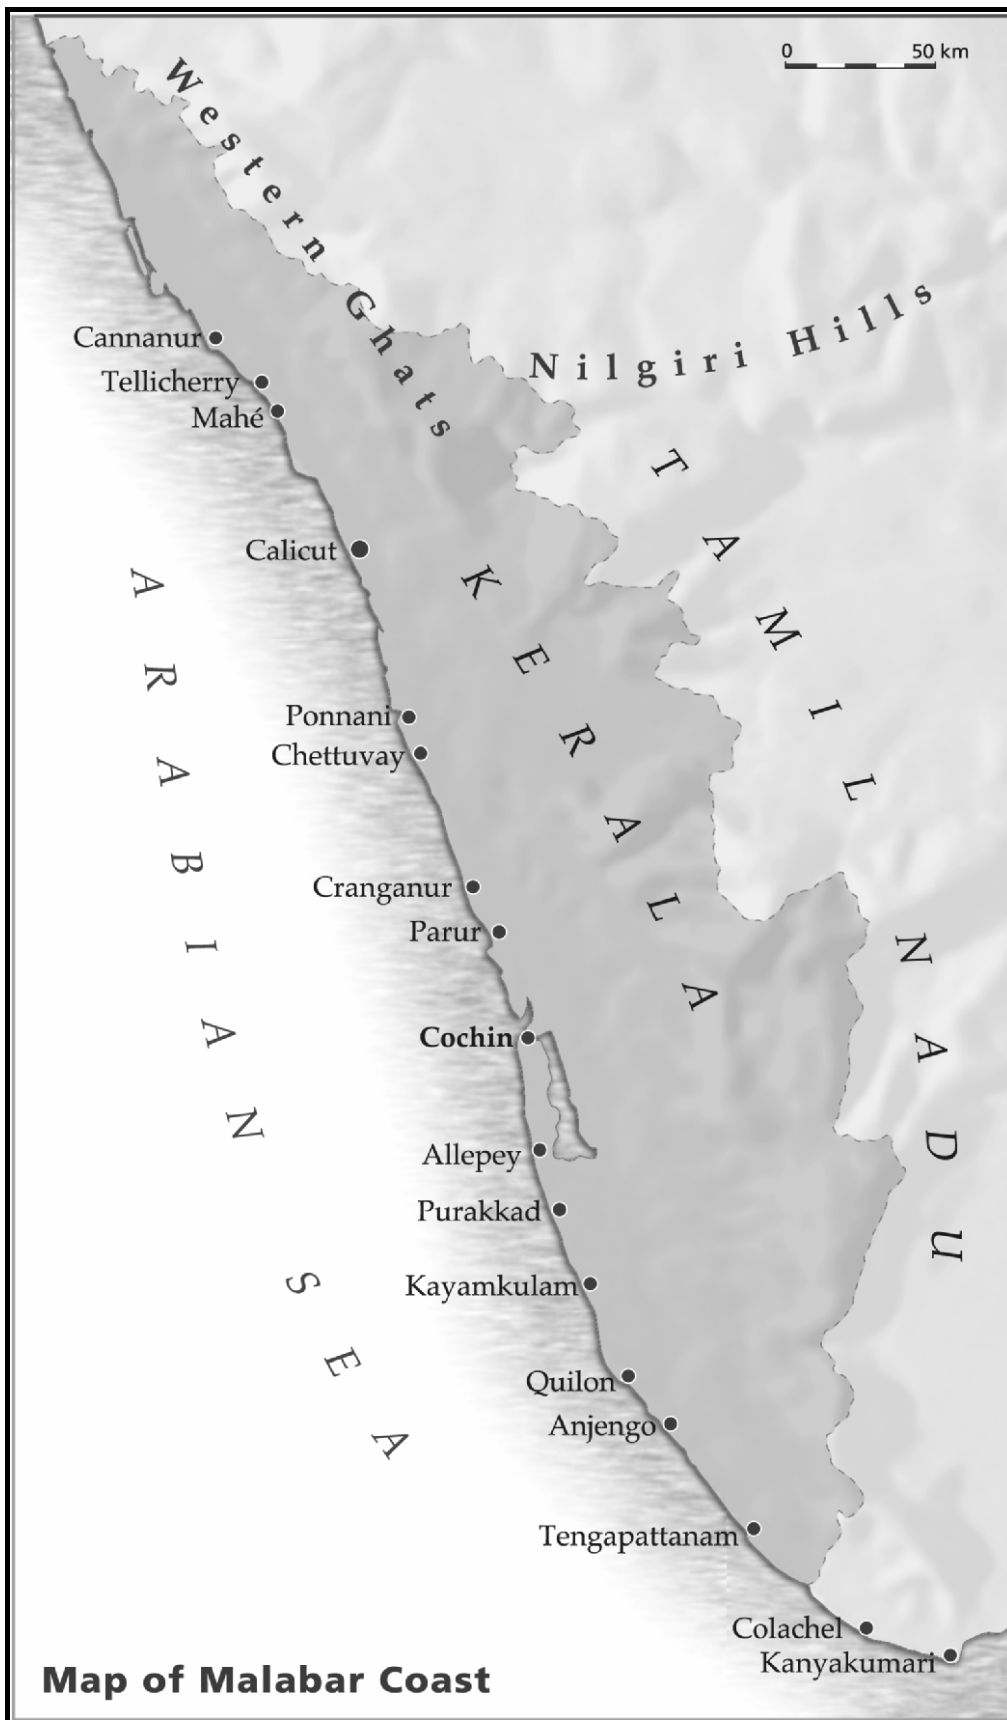 0 50 km
Western Ghats
Nilgiri Hills
Cannanur
Tellicherry
Mahé
TAMIL NADU
Calicut
KERALA
ARABIAN SEA
Ponnani
Chettuvay
Cranganur
Parur
Cochin
Allepey
Purakkad
Kayamkulam
Quilon
Anjengo
Tengapattanam
Colachel
Kanyakumari
Map of Malabar Coast